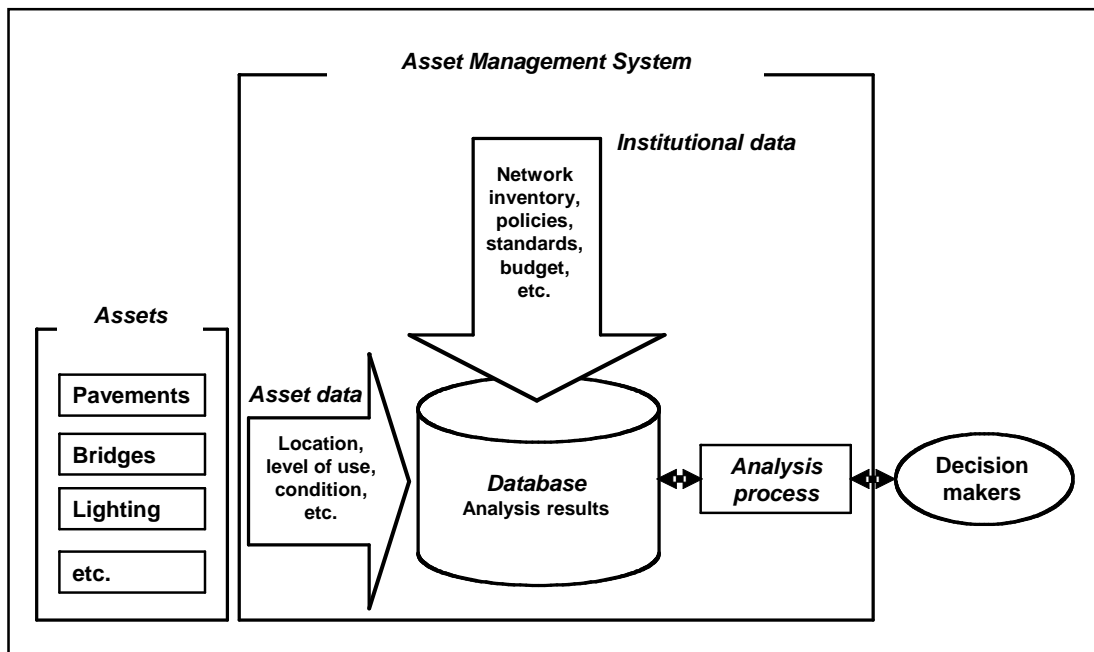 Asset Management System
Institutional data
Network
inventory,
policies,
standards,
budget,
etc.
Assets
Pavements
Bridges
Lighting
etc.
Asset data
Location,
level of use,
condition,
etc.
Database
Analysis results
Analysis
process
Decision
makers